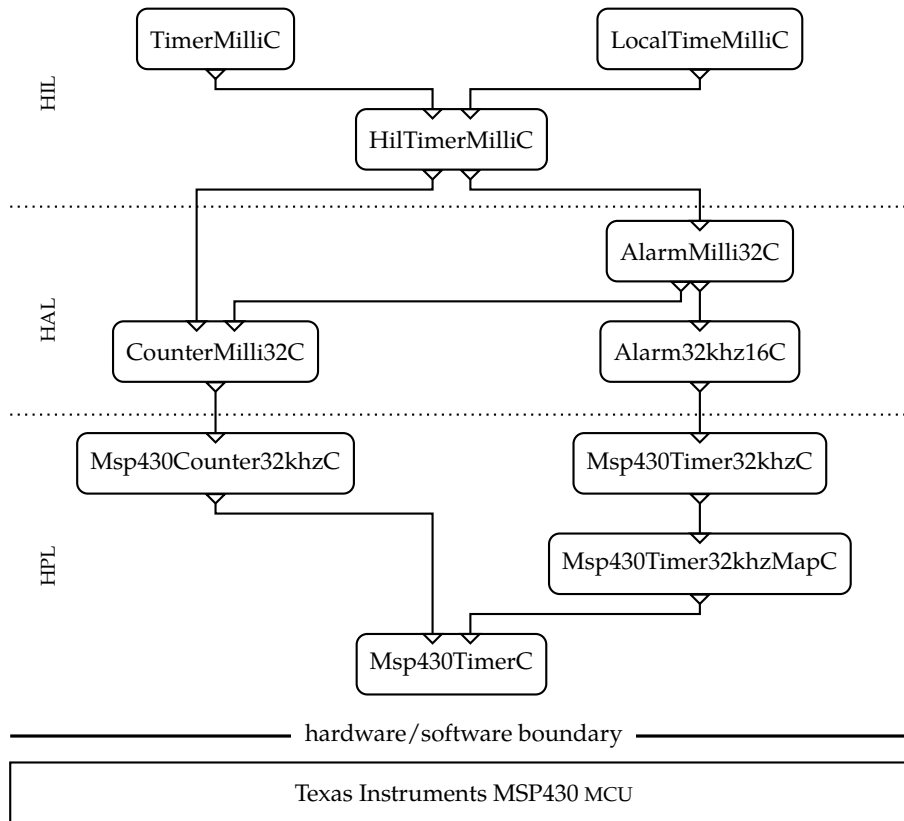 TimerMilliC
LocalTimeMilliC
HIL
HilTimerMilliC
AlarmMilli32C
HAL
CounterMilli32C
Alarm32khz16C
Msp430Counter32khzC
Msp430Timer32khzC
HPL
Msp430Timer32khzMapC
Msp430TimerC
hardware/software boundary
Texas Instruments MSP430 MCU